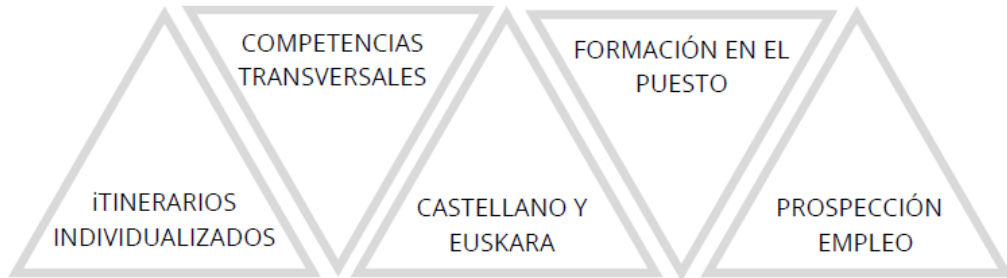 iTINERARIOS
INDIVIDUALIZADOS
COMPETENCIAS
TRANSVERSALES
CASTELLANO Y
EUSKARA
FORMACIÓN EN EL
PUESTO
PROSPECCIÓN
EMPLEO